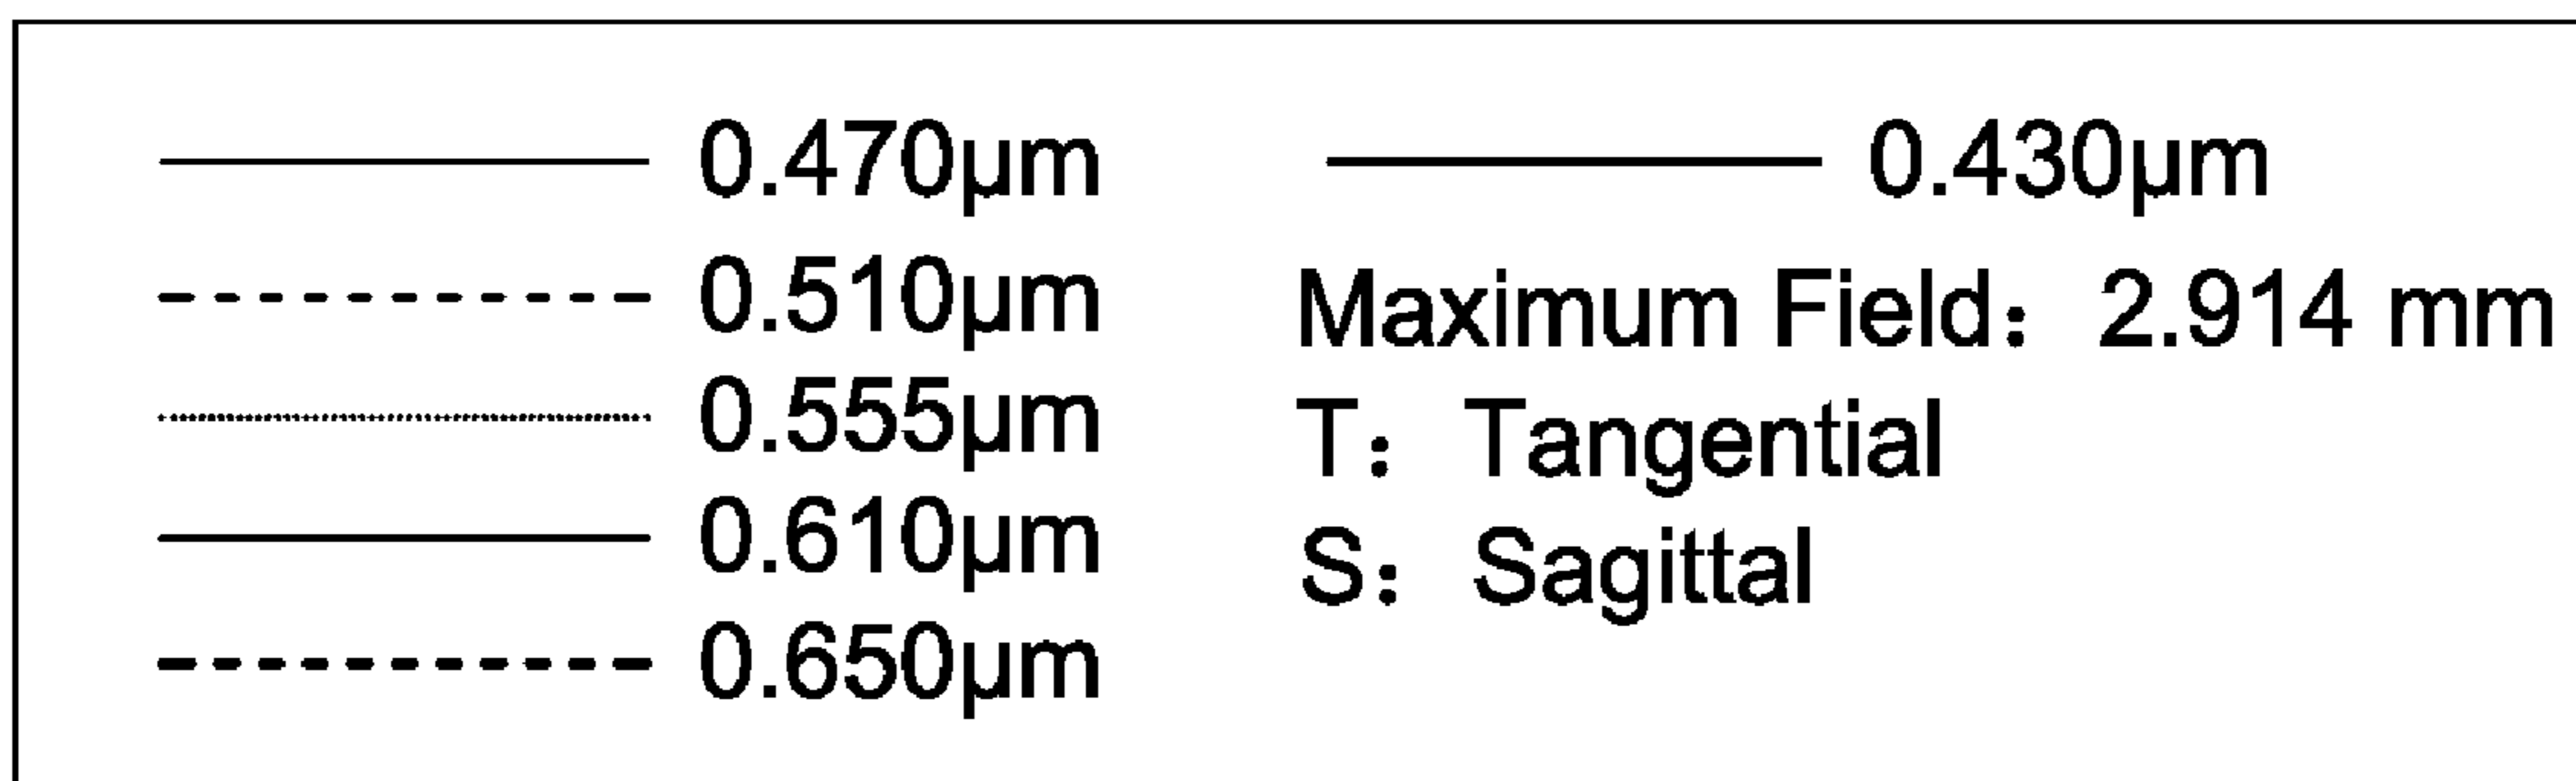 0.470µm
0.510µm
0.555µm
0.610µm
0.650µm
0.430µm
Maximum Field：2.914 mm
T：Tangential
S：Sagittal